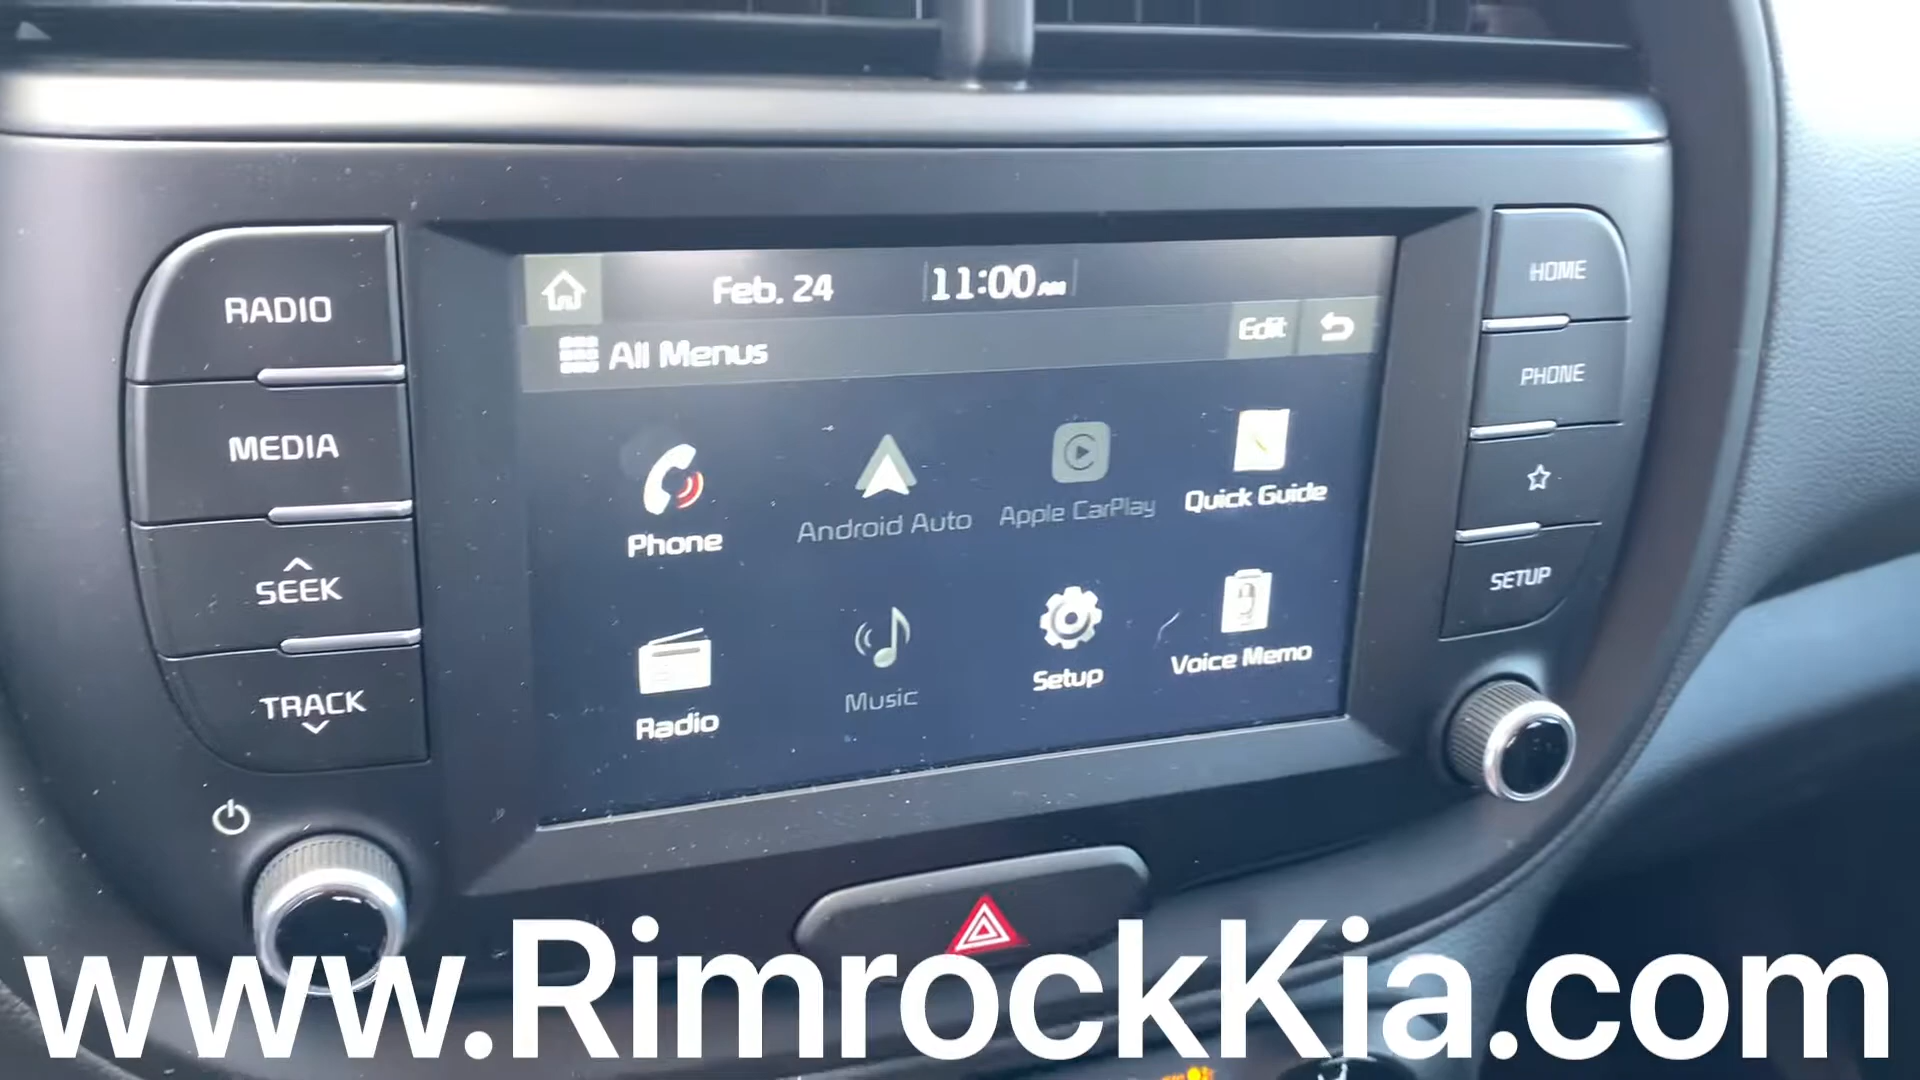 Feb. 24 11:00 AM
All Menus Edit
Phone Android Auto Apple CarPlay Quick Guide
Radio Music Setup Voice Memo
RADIO
MEDIA
SEEK
TRACK
HOME
PHONE
SETUP
www.RimrockKia.com